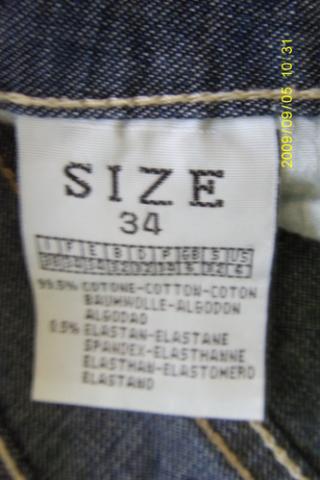 2009/09/05 10 31
SIZE
34
I F E B D P GB S US
99.5% COTONE-COTTON-COTON
BAUMWOLLE-ALGODON
ALGODAO
0.5% ELASTAN-ELASTANE
SPANDEX-ELASTHANNE
ELASTHAN-ELASTOMERO
ELASTANO